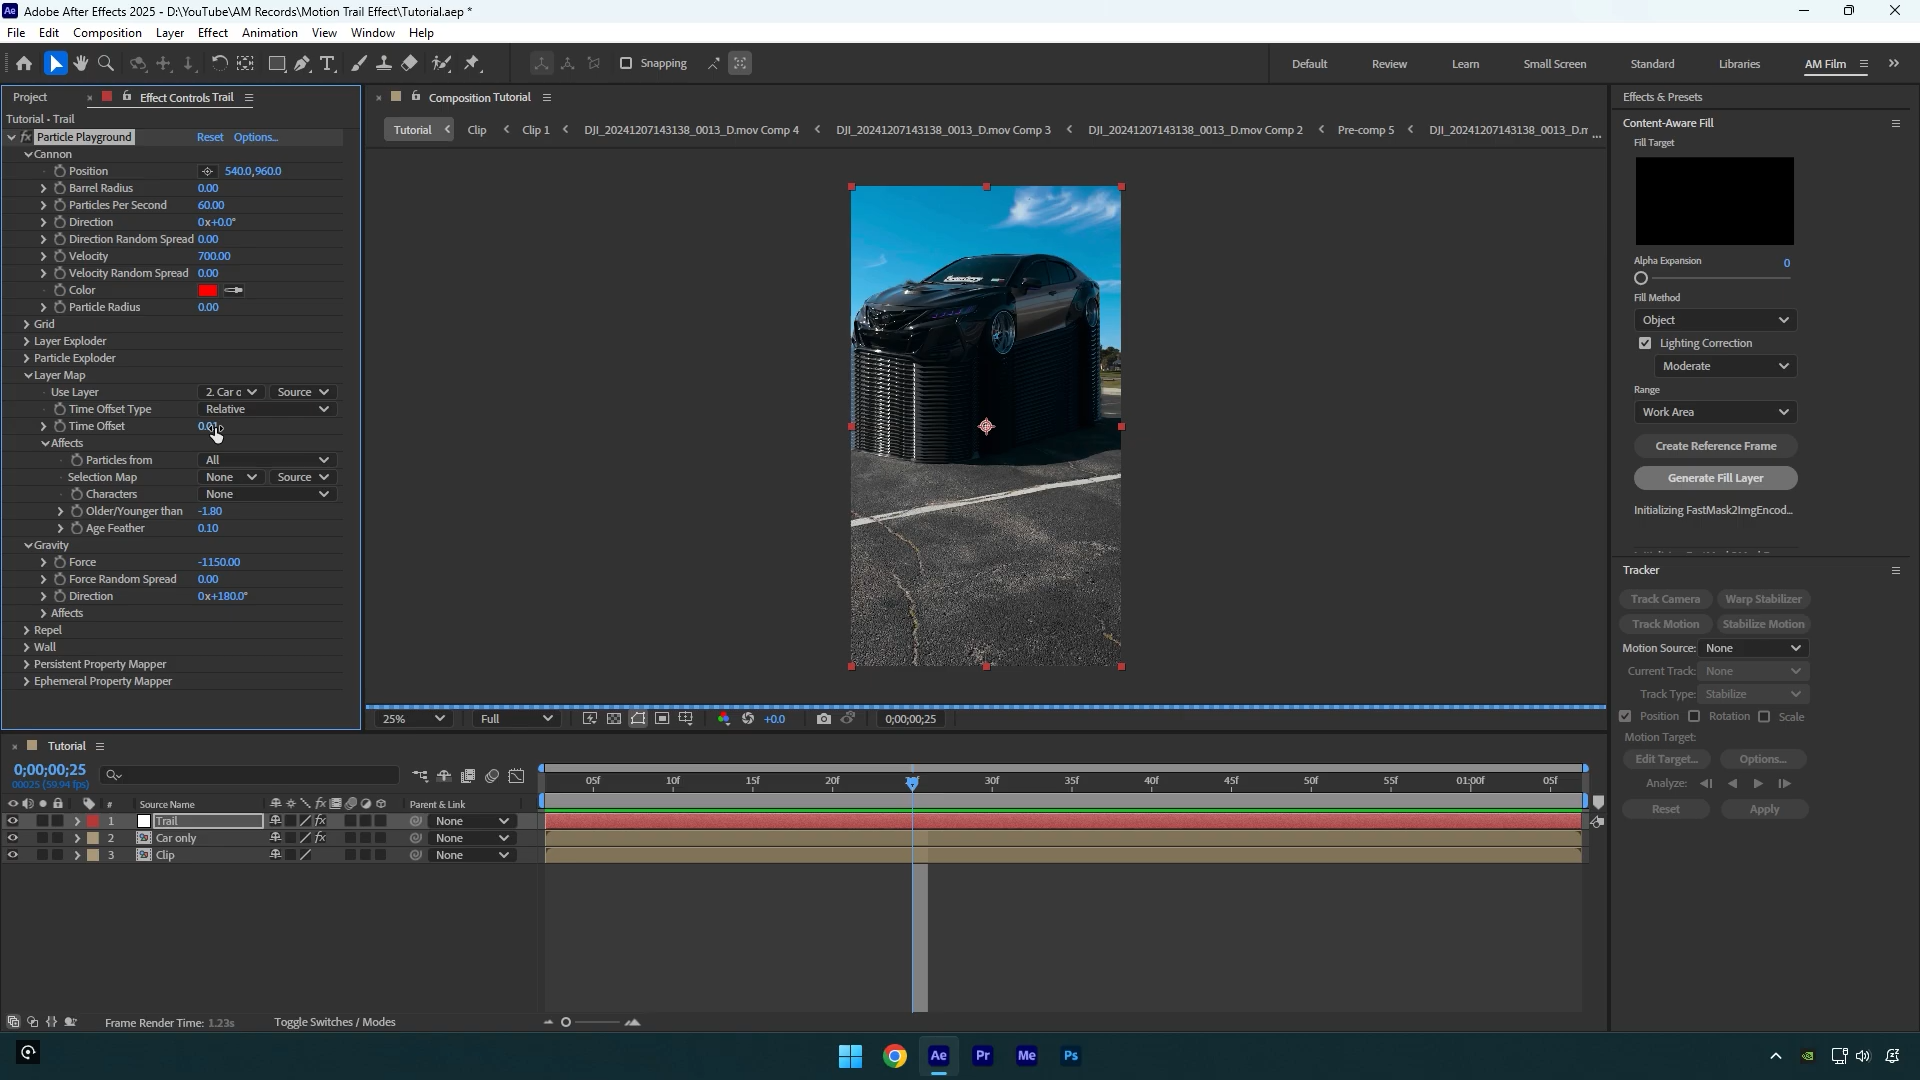 Adobe After Effects 2025 - D:\YouTube\AM Records\Motion Trail Effect\Tutorial.aep *
File Edit Composition Layer Effect Animation View Window Help
Snapping
Default Review Learn Small Screen Standard Libraries AM Film
Project Effect Controls Trail
Tutorial - Trail
Particle Playground Reset Options...
Cannon
Position 540.0,960.0
Barrel Radius 0.00
Particles Per Second 60.00
Direction 0x+0.0°
Direction Random Spread 0.00
Velocity 700.00
Velocity Random Spread 0.00
Color
Particle Radius 0.00
Grid
Layer Exploder
Particle Exploder
Layer Map
Use Layer 2. Car c Source
Time Offset Type Relative
Time Offset
Affects
Particles from All
Selection Map None Source
Characters None
Older/Younger than -1.80
Age Feather 0.10
Gravity
Force -1150.00
Force Random Spread 0.00
Direction 0x+180.0°
Affects
Repel
Wall
Persistent Property Mapper
Ephemeral Property Mapper
Composition Tutorial
Tutorial Clip Clip 1 DJI_20241207143138_0013_D.mov Comp 4 DJI_20241207143138_0013_D.mov Comp 3 DJI_20241207143138_0013_D.mov Comp 2 Pre-comp 5 DJI_20241207143138_0013_D.m ...
25% Full +0.0 0;00;00;25
Effects & Presets
Content-Aware Fill
Fill Target
Alpha Expansion 0
Fill Method
Object
Lighting Correction
Moderate
Range
Work Area
Create Reference Frame
Generate Fill Layer
Initializing FastMask2ImgEncod...
Tracker
Track Camera Warp Stabilizer
Track Motion Stabilize Motion
Motion Source: None
Current Track: None
Track Type: Stabilize
Position Rotation Scale
Motion Target:
Edit Target... Options...
Analyze:
Reset Apply
Tutorial
0;00;00;25
00025 (59.94 fps)
05f 10f 15f 20f 30f 35f 40f 45f 50f 55f 01:00f 05f
# Source Name fx Parent & Link
1 Trail fx None
2 Car only fx None
3 Clip None
Frame Render Time: 1.23s Toggle Switches / Modes
Ae Pr Me Ps